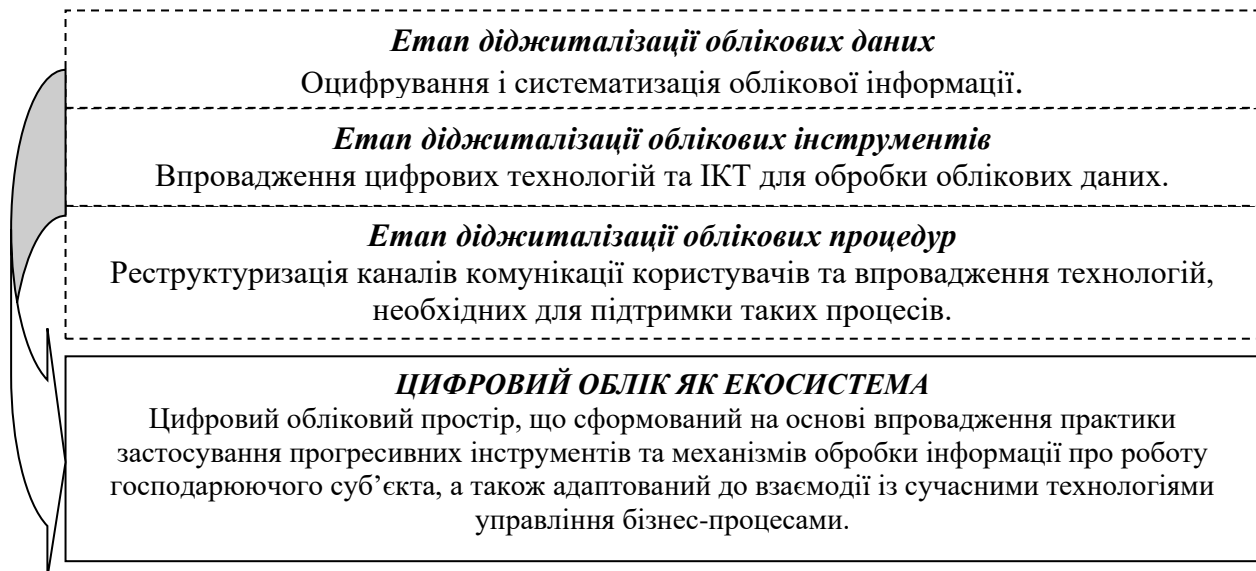 Етап діджиталізації облікових даних
Оцифрування і систематизація облікової інформації.
Етап діджиталізації облікових інструментів
Впровадження цифрових технологій та ІКТ для обробки облікових даних.
Етап діджиталізації облікових процедур
Реструктуризація каналів комунікації користувачів та впровадження технологій,
необхідних для підтримки таких процесів.
ЦИФРОВИЙ ОБЛІК ЯК ЕКОСИСТЕМА
Цифровий обліковий простір, що сформований на основі впровадження практики
застосування прогресивних інструментів та механізмів обробки інформації про роботу
господарюючого суб’єкта, а також адаптований до взаємодії із сучасними технологіями
управління бізнес-процесами.